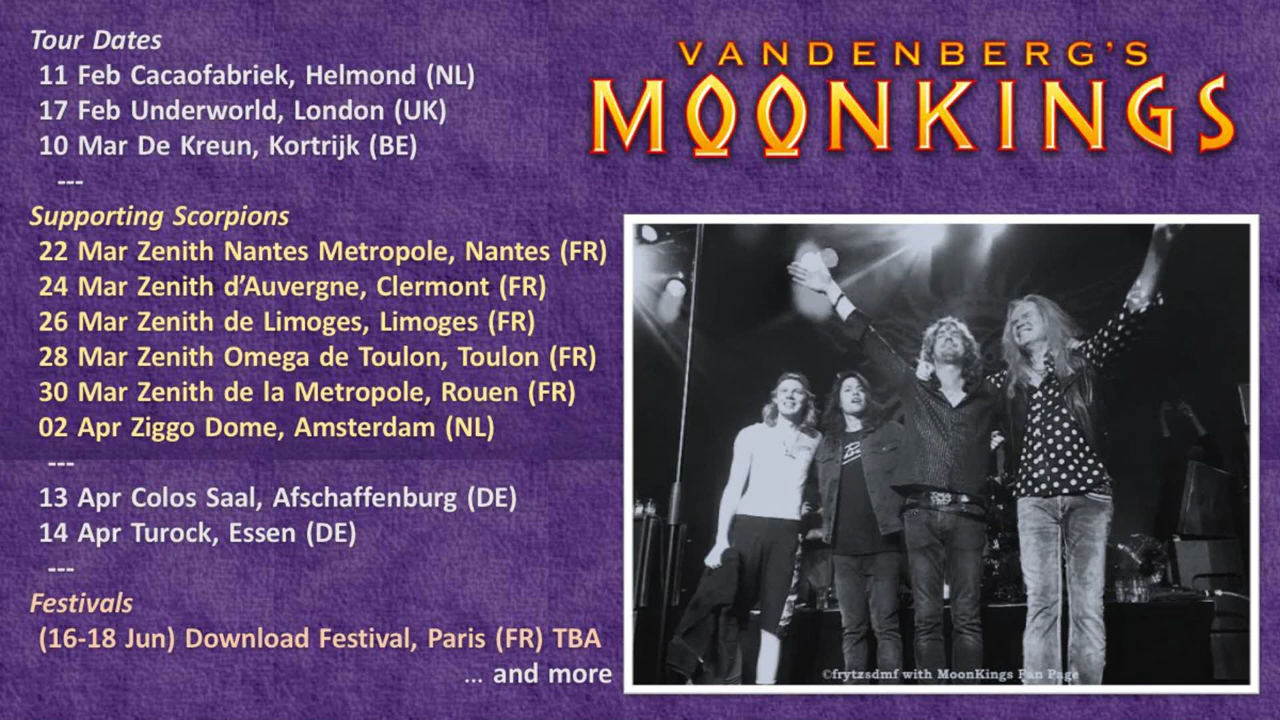 Tour Dates
11 Feb Cacaofabriek, Helmond (NL)
17 Feb Underworld, London (UK)
10 Mar De Kreun, Kortrijk (BE)
---
Supporting Scorpions
22 Mar Zenith Nantes Metropole, Nantes (FR)
24 Mar Zenith d’Auvergne, Clermont (FR)
26 Mar Zenith de Limoges, Limoges (FR)
28 Mar Zenith Omega de Toulon, Toulon (FR)
30 Mar Zenith de la Metropole, Rouen (FR)
02 Apr Ziggo Dome, Amsterdam (NL)
---
13 Apr Colos Saal, Afschaffenburg (DE)
14 Apr Turock, Essen (DE)
---
Festivals
(16-18 Jun) Download Festival, Paris (FR) TBA
... and more
VANDENBERG'S
MOONKINGS
©frytzsdmf with MoonKings Fan Page